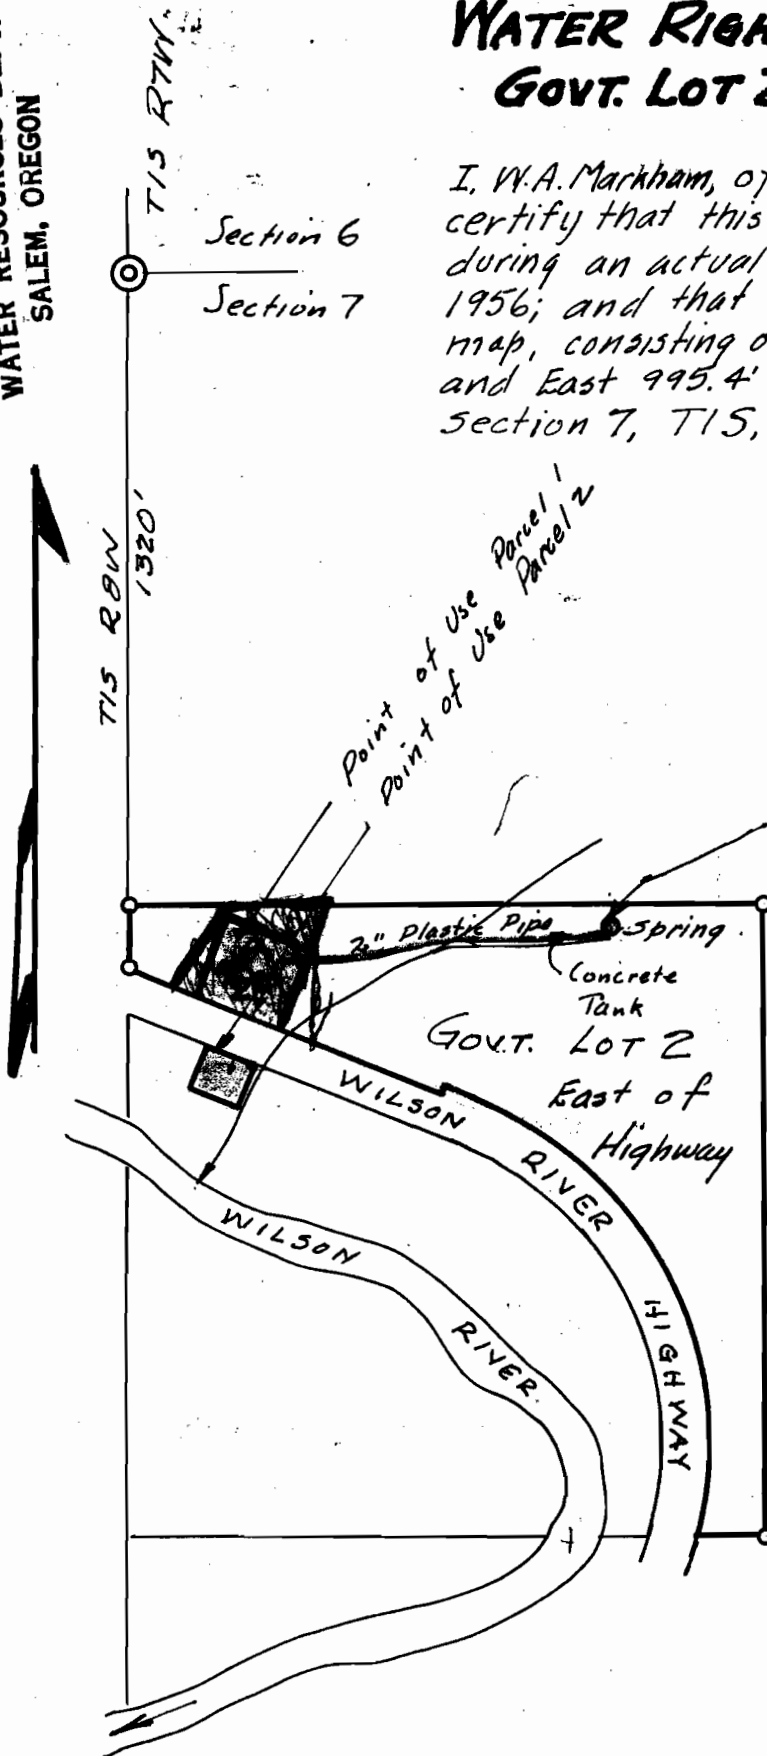 WATER RESOURCES
SALEM, OREGON
T1S R7W
WATER RIGH
GOVT. LOT 2
I, W.A. Markham, of
certify that this
during an actual
1956; and that
map, consisting o
and East 995.4'
Section 7, T1S,
Section 6
Section 7
T1S R8W
1320'
Point of Use Parcel 1
Point of Use Parcel 2
2" Plastic Pipe
Spring
Concrete
Tank
GOVT. LOT 2
East of
Highway
WILSON RIVER HIGHWAY
WILSON RIVER